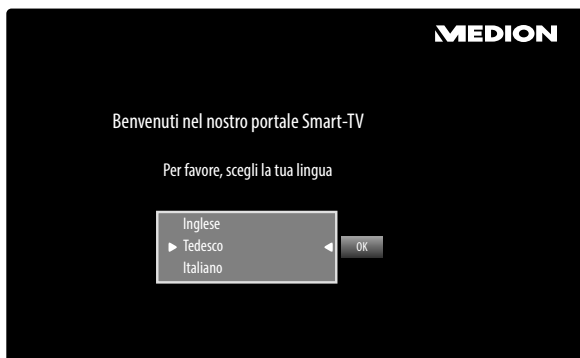 MEDION
Benvenuti nel nostro portale Smart-TV
Per favore, scegli la tua lingua
Inglese
Tedesco
OK
Italiano